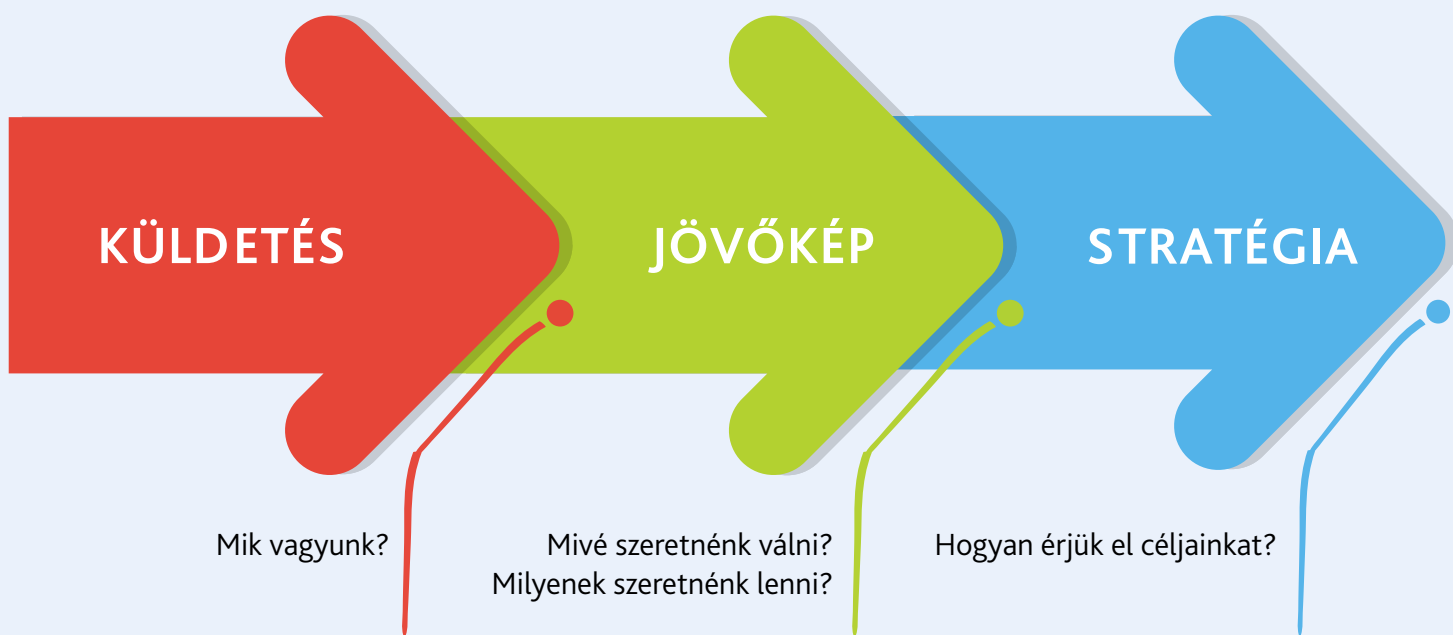 KÜLDETÉS
JÖVŐKÉP
STRATÉGIA
Mik vagyunk?
Mivé szeretnénk válni?
Milyenek szeretnénk lenni?
Hogyan érjük el céljainkat?